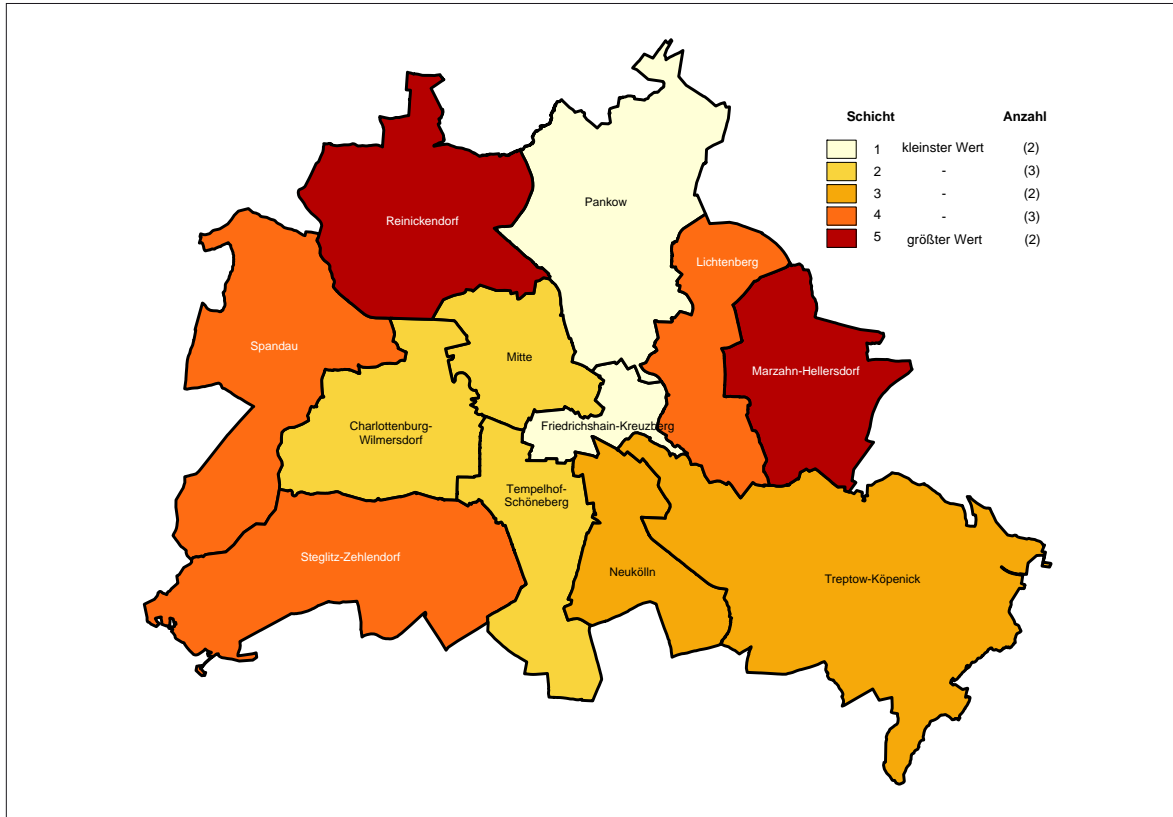 Schicht Anzahl
1 kleinster Wert (2)
2 - (3)
3 - (2)
4 - (3)
5 größter Wert (2)
Pankow
Reinickendorf
Lichtenberg
Spandau
Mitte
Marzahn-Hellersdorf
Charlottenburg-
Wilmersdorf
Friedrichshain-Kreuzberg
Tempelhof-
Schöneberg
Steglitz-Zehlendorf
Neukölln
Treptow-Köpenick